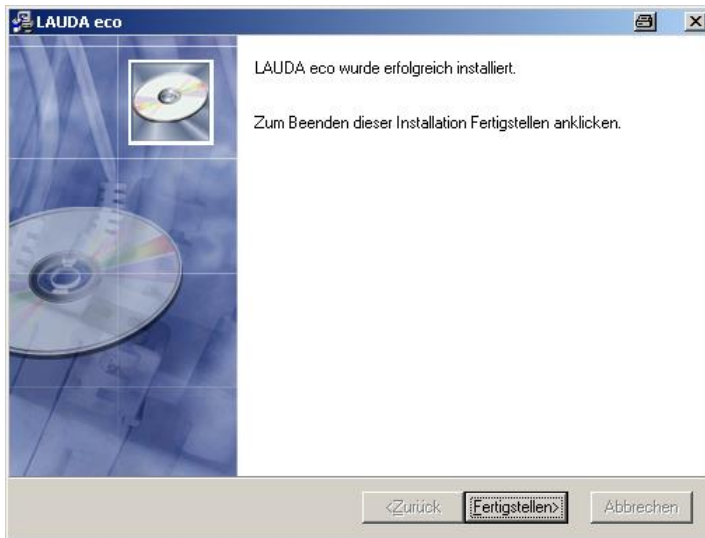 LAUDA eco
LAUDA eco wurde erfolgreich installiert.
Zum Beenden dieser Installation Fertigstellen anklicken.
<Zurück
Fertigstellen>
Abbrechen